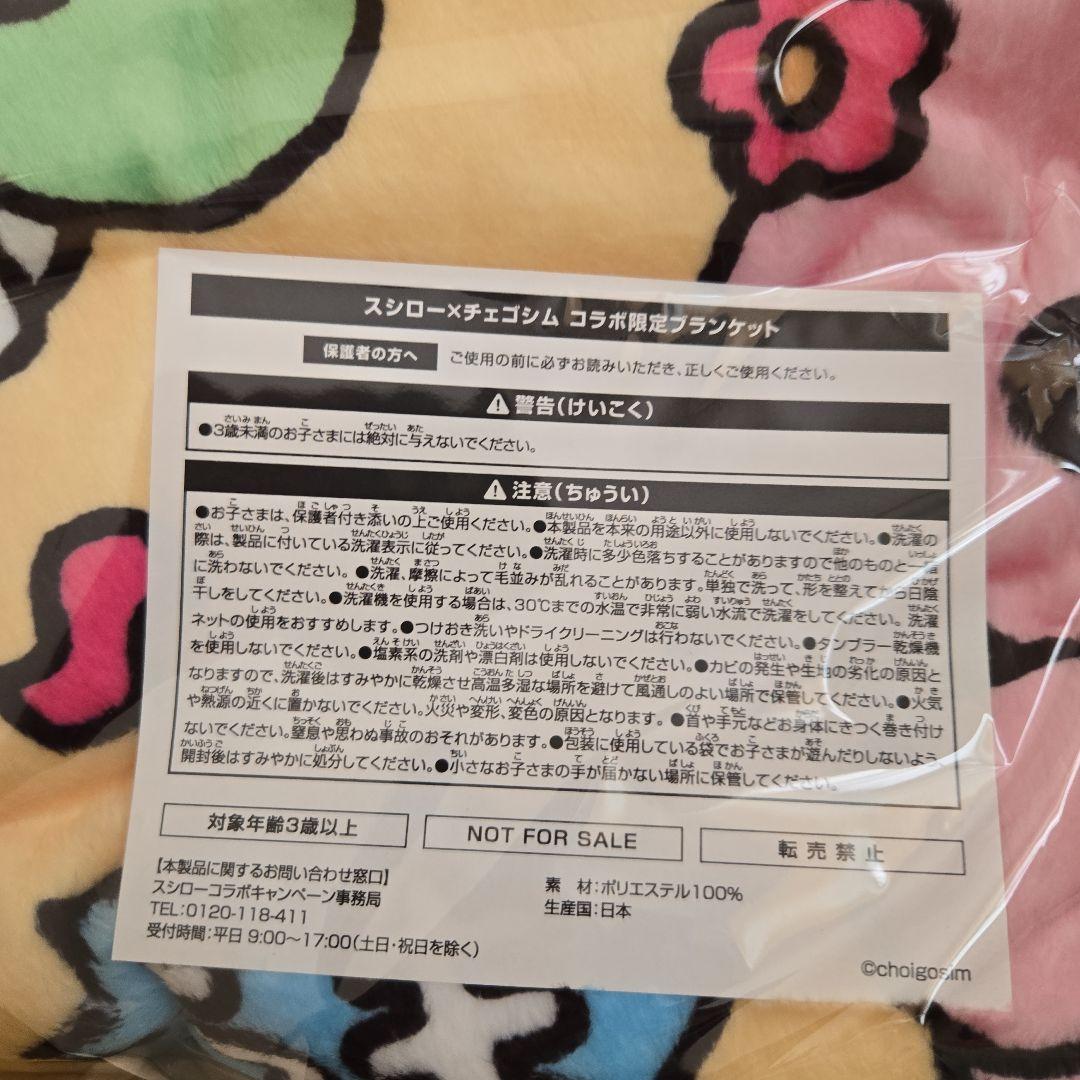 スシロー×チェゴシム コラボ限定ブランケット
保護者の方へ ご使用の前に必ずお読みいただき、正しくご使用ください。
⚠警告(けいこく)
●3歳未満のお子さまには絶対に与えないでください。
⚠注意(ちゅうい)
●お子さまは、保護者付き添いの上ご使用ください。●本製品を本来の用途以外に使用しないでください。●洗濯の
際は、製品に付いている洗濯表示に従ってください。●洗濯時に多少色落ちすることがありますので他のものと一緒
に洗わないでください。●洗濯、摩擦によって毛並みが乱れることがあります。単独で洗って、形を整えてから日陰
干しをしてください。●洗濯機を使用する場合は、30℃までの水温で非常に弱い水流で洗濯をしてください。洗濯
ネットの使用をおすすめします。●つけおき洗いやドライクリーニングは行わないでください。●タンブラー乾燥機
を使用しないでください。●塩素系の洗剤や漂白剤は使用しないでください。●カビの発生や生地の劣化の原因と
なりますので、洗濯後はすみやかに乾燥させ高温多湿な場所を避けて風通しのよい場所で保管してください。●火気
や熱源の近くに置かないでください。火災や変形、変色の原因となります。●首や手元などお身体にきつく巻き付け
ないでください。窒息や思わぬ事故のおそれがあります。●包装に使用している袋でお子さまが遊んだりしないよう、
開封後はすみやかに処分してください。●小さなお子さまの手が届かない場所に保管してください。
対象年齢3歳以上 NOT FOR SALE 転売禁止
【本製品に関するお問い合わせ窓口】
スシローコラボキャンペーン事務局
TEL:0120-118-411
受付時間:平日 9:00～17:00(土日・祝日を除く)
素 材:ポリエステル100%
生産国:日本
©choigosim